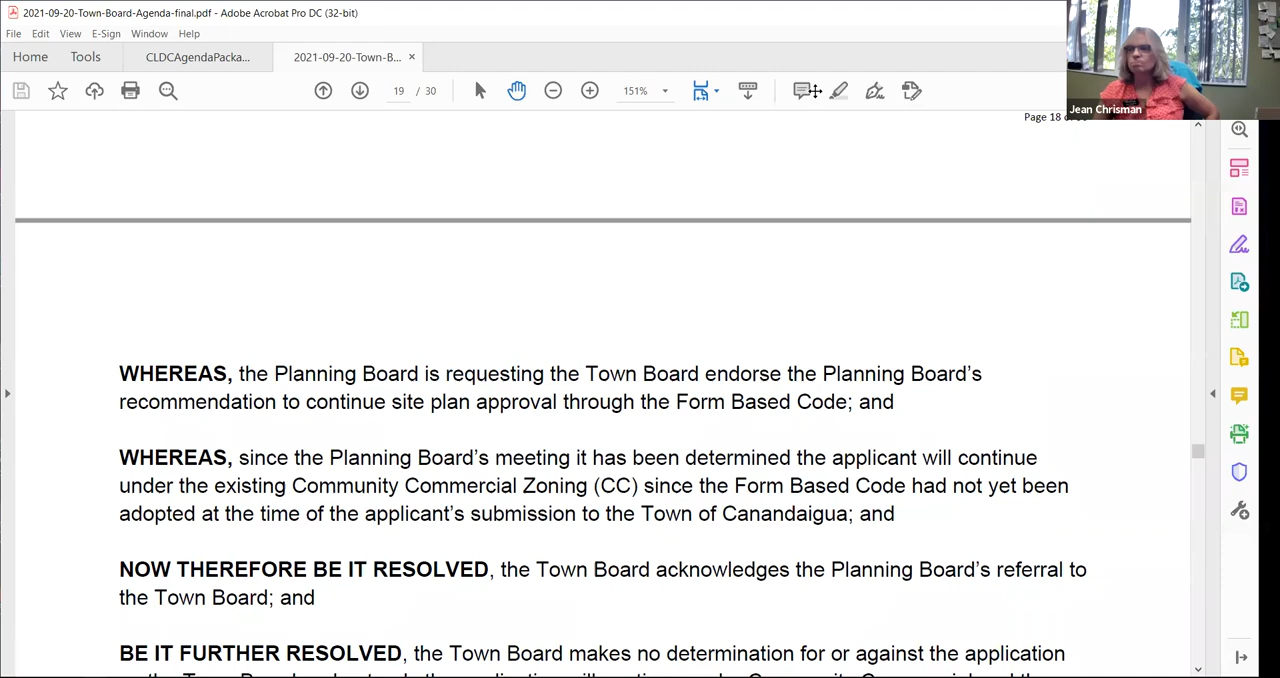 2021-09-20-Town-Board-Agenda-final.pdf - Adobe Acrobat Pro DC (32-bit)
File Edit View E-Sign Window Help
Home Tools CLDCAgendaPacka... 2021-09-20-Town-B... ×
19 / 30 151%
Jean Chrisman
Page 18 of
WHEREAS, the Planning Board is requesting the Town Board endorse the Planning Board's
recommendation to continue site plan approval through the Form Based Code; and
WHEREAS, since the Planning Board's meeting it has been determined the applicant will continue
under the existing Community Commercial Zoning (CC) since the Form Based Code had not yet been
adopted at the time of the applicant's submission to the Town of Canandaigua; and
NOW THEREFORE BE IT RESOLVED, the Town Board acknowledges the Planning Board's referral to
the Town Board; and
BE IT FURTHER RESOLVED, the Town Board makes no determination for or against the application